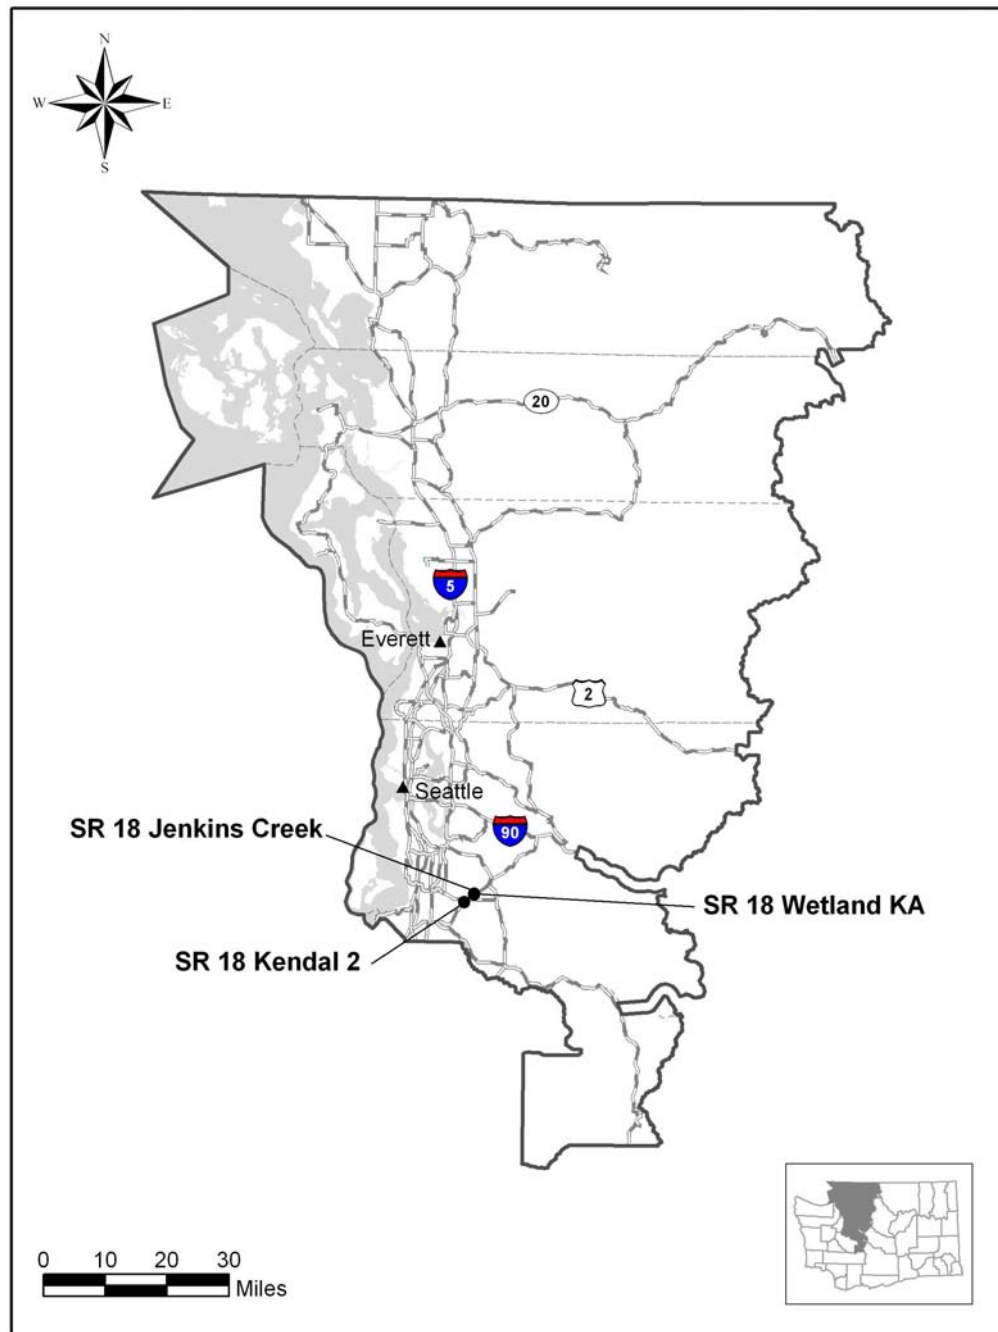 N
W E
S
20
5
Everett
2
Seattle
90
SR 18 Jenkins Creek
SR 18 Wetland KA
SR 18 Kendal 2
0 10 20 30
Miles